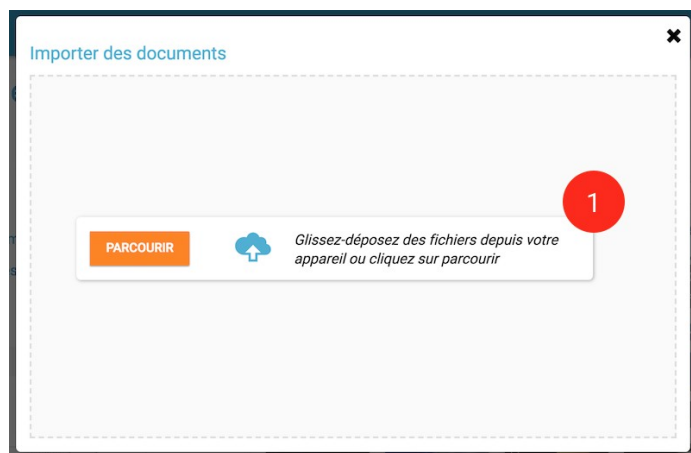 Importer des documents
1
PARCOURIR
Glissez-déposez des fichiers depuis votre
appareil ou cliquez sur parcourir